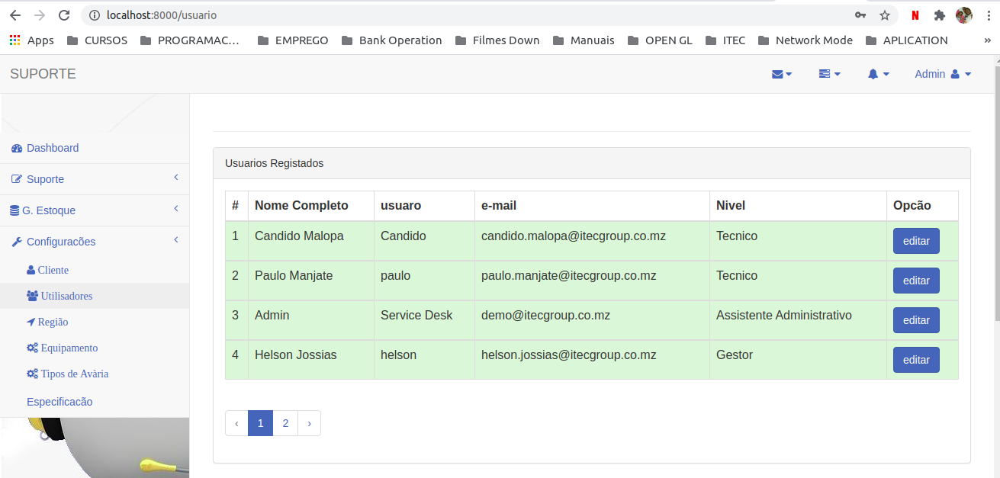 localhost:8000/usuario
Apps CURSOS PROGRAMAC... EMPREGO Bank Operation Filmes Down Manuais OPEN GL ITEC Network Mode APLICATION »
SUPORTE Admin
Dashboard
Suporte
G. Estoque
Configuracões
Cliente
Utilisadores
Região
Equipamento
Tipos de Avària
Especificacão
Usuarios Registados
# Nome Completo usuaro e-mail Nivel Opcão
1 Candido Malopa Candido candido.malopa@itecgroup.co.mz Tecnico editar
2 Paulo Manjate paulo paulo.manjate@itecgroup.co.mz Tecnico editar
3 Admin Service Desk demo@itecgroup.co.mz Assistente Administrativo editar
4 Helson Jossias helson helson.jossias@itecgroup.co.mz Gestor editar
‹ 1 2 ›